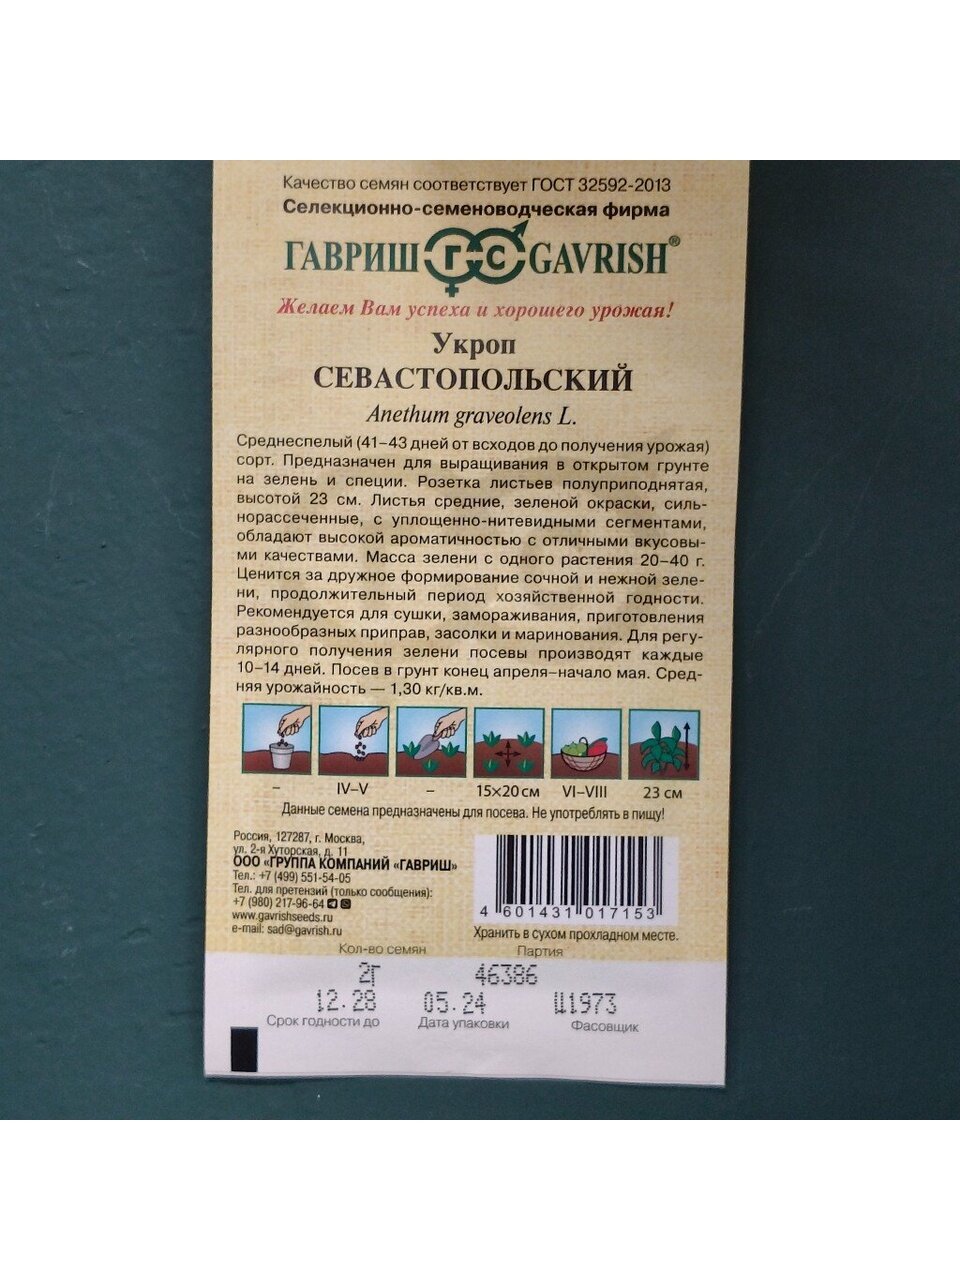 Качество семян соответствует ГОСТ 32592-2013
Селекционно-семеноводческая фирма
ГАВРИШ ГС GAVRISH®
Желаем Вам успеха и хорошего урожая!
Укроп
СЕВАСТОПОЛЬСКИЙ
Anethum graveolens L.
Среднеспелый (41–43 дней от всходов до получения урожая)
сорт. Предназначен для выращивания в открытом грунте
на зелень и специи. Розетка листьев полуприподнятая,
высотой 23 см. Листья средние, зеленой окраски, силь-
норассеченные, с уплощенно-нитевидными сегментами,
обладают высокой ароматичностью с отличными вкусовы-
ми качествами. Масса зелени с одного растения 20–40 г.
Ценится за дружное формирование сочной и нежной зеле-
ни, продолжительный период хозяйственной годности.
Рекомендуется для сушки, замораживания, приготовления
разнообразных приправ, засолки и маринования. Для регу-
лярного получения зелени посевы производят каждые
10–14 дней. Посев в грунт конец апреля–начало мая. Сред-
няя урожайность — 1,30 кг/кв.м.
– IV–V – 15×20 см VI–VIII 23 см
Данные семена предназначены для посева. Не употреблять в пищу!
Россия, 127287, г. Москва,
ул. 2-я Хуторская, д. 11
ООО «ГРУППА КОМПАНИЙ «ГАВРИШ»
Тел.: +7 (499) 551-54-05
Тел. для претензий (только сообщения):
+7 (980) 217-96-64
www.gavrishseeds.ru
e-mail: sad@gavrish.ru
4 601431 017153
Хранить в сухом прохладном месте.
Кол-во семян Партия
2г 46386
12.28 05.24 Ш1973
Срок годности до Дата упаковки Фасовщик